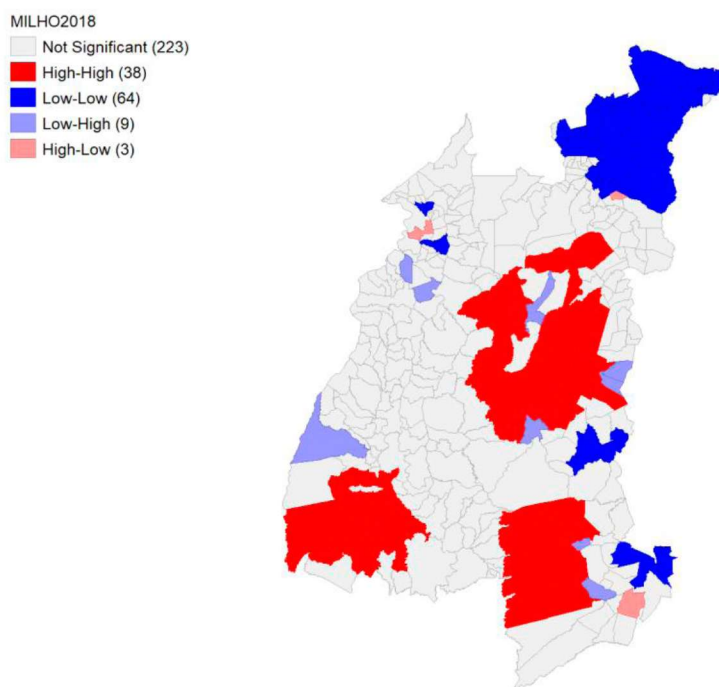 MILHO2018
Not Significant (223)
High-High (38)
Low-Low (64)
Low-High (9)
High-Low (3)